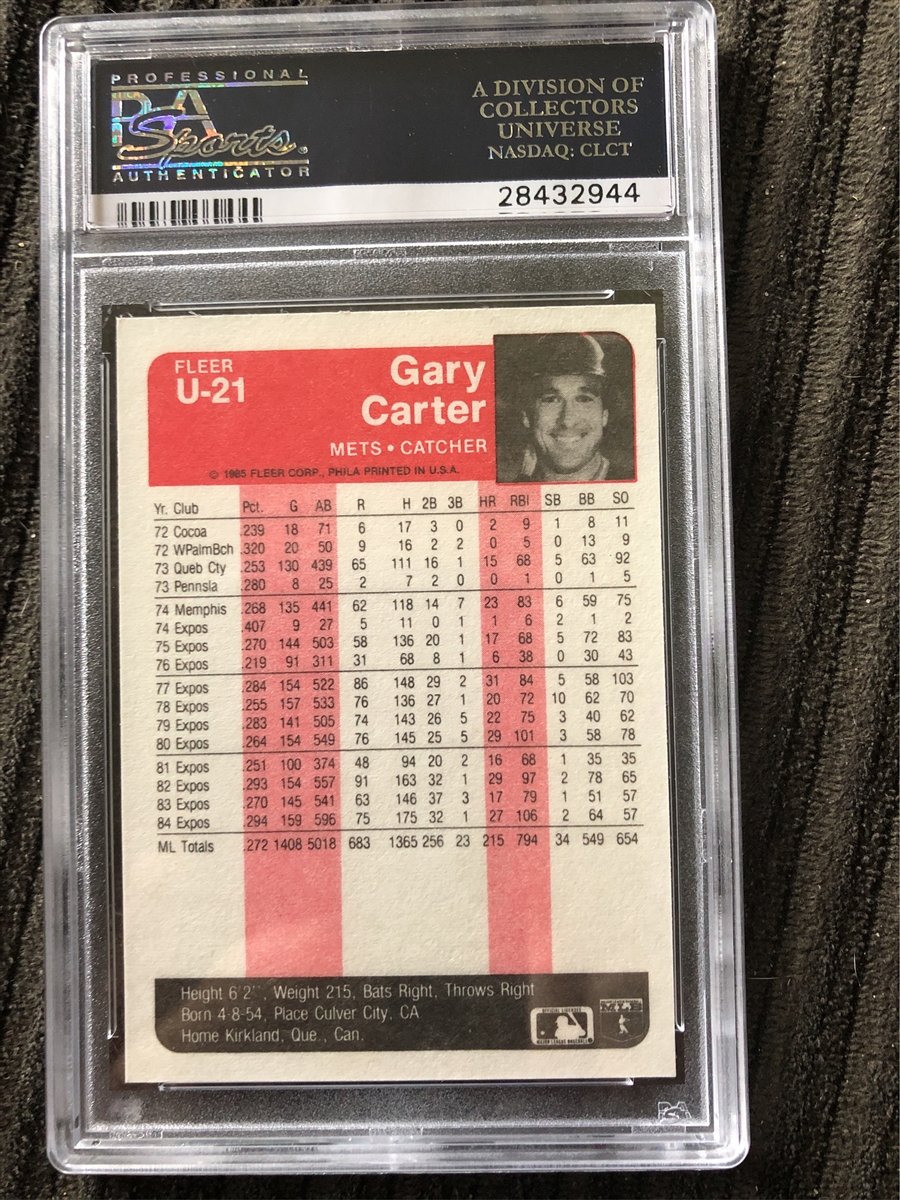 PROFESSIONAL
PSA
Sports®
AUTHENTICATOR
A DIVISION OF
COLLECTORS
UNIVERSE
NASDAQ: CLCT
28432944
FLEER
U-21
Gary
Carter
METS • CATCHER
© 1985 FLEER CORP., PHILA PRINTED IN U.S.A.
Yr. Club Pct. G AB R H 2B 3B HR RBI SB BB SO
72 Cocoa .239 18 71 6 17 3 0 2 9 1 8 11
72 WPalmBch .320 20 50 9 16 2 2 0 5 0 13 9
73 Queb Cty .253 130 439 65 111 16 1 15 68 5 63 92
73 Pennsla .280 8 25 2 7 2 0 0 1 0 1 5
74 Memphis .268 135 441 62 118 14 7 23 83 6 59 75
74 Expos .407 9 27 5 11 0 1 1 6 2 1 2
75 Expos .270 144 503 58 136 20 1 17 68 5 72 83
76 Expos .219 91 311 31 68 8 1 6 38 0 30 43
77 Expos .284 154 522 86 148 29 2 31 84 5 58 103
78 Expos .255 157 533 76 136 27 1 20 72 10 62 70
79 Expos .283 141 505 74 143 26 5 22 75 3 40 62
80 Expos .264 154 549 76 145 25 5 29 101 3 58 78
81 Expos .251 100 374 48 94 20 2 16 68 1 35 35
82 Expos .293 154 557 91 163 32 1 29 97 2 78 65
83 Expos .270 145 541 63 146 37 3 17 79 1 51 57
84 Expos .294 159 596 75 175 32 1 27 106 2 64 57
ML Totals .272 1408 5018 683 1365 256 23 215 794 34 549 654
Height 6'2'', Weight 215, Bats Right, Throws Right
Born 4-8-54, Place Culver City, CA
Home Kirkland, Que., Can.
PSA